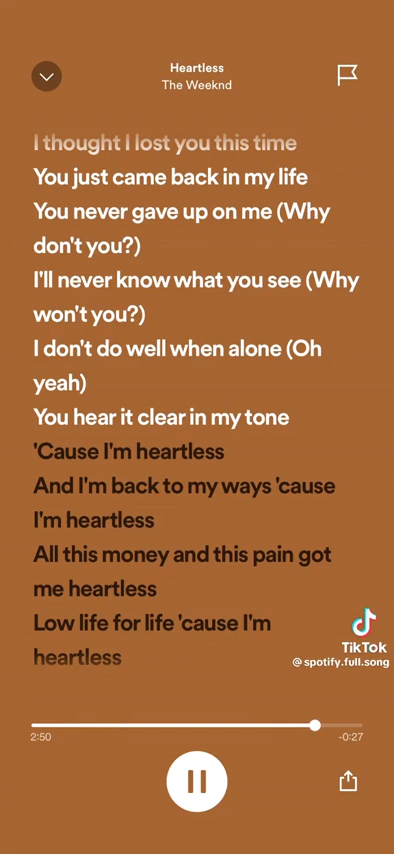 Heartless
The Weeknd
I thought I lost you this time
You just came back in my life
You never gave up on me (Why
don't you?)
I'll never know what you see (Why
won't you?)
I don't do well when alone (Oh
yeah)
You hear it clear in my tone
'Cause I'm heartless
And I'm back to my ways 'cause
I'm heartless
All this money and this pain got
me heartless
Low life for life 'cause I'm
heartless
TikTok
@spotify.full.song
2:50
-0:27